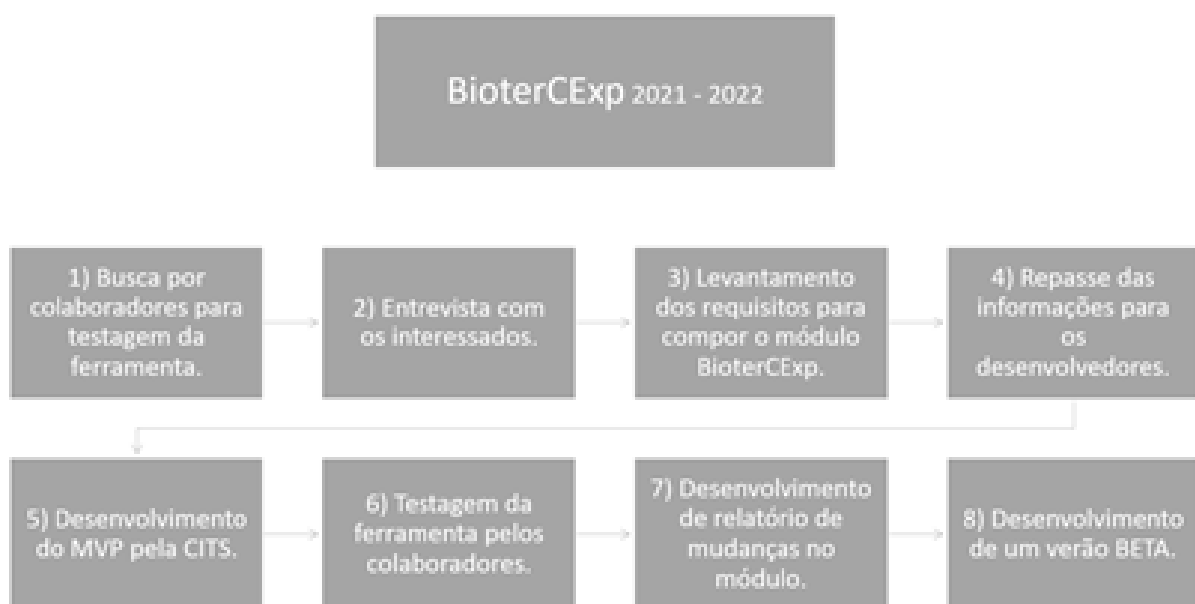 BioterCExp 2021 - 2022
1) Busca por
colaboradores para
testagem da
ferramenta.
2) Entrevista com
os interessados.
3) Levantamento
dos requisitos para
compor o módulo
BioterCExp.
4) Repasse das
informações para
os
desenvolvedores.
5) Desenvolvimento
do MVP pela CITS.
6) Testagem da
ferramenta pelos
colaboradores.
7) Desenvolvimento
de relatório de
mudanças no
módulo.
8) Desenvolvimento
de um verão BETA.